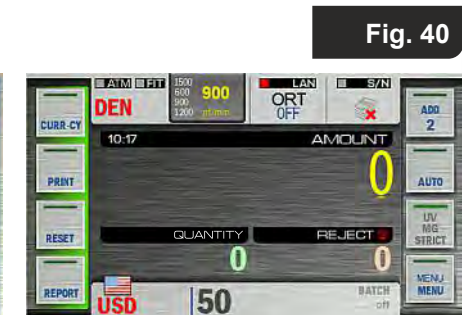 Fig. 40
ATM FIT
LAN
S/N
DEN
1500
600
900
1200
900
pt/min
ORT
OFF
CURR-CY
ADD
2
10:17
AMOUNT
0
PRINT
AUTO
RESET
QUANTITY
REJECT
0
0
UV
MG
STRICT
REPORT
USD
50
BATCH
off
MENU
MENU